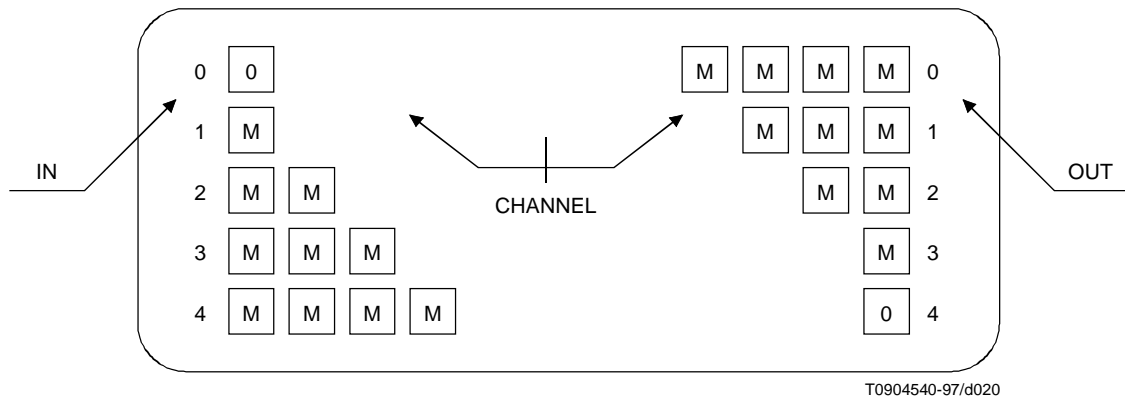 0 0 M M M M 0
1 M M M M 1
IN OUT
2 M M M M 2
CHANNEL
3 M M M M 3
4 M M M M 0 4
T0904540-97/d020